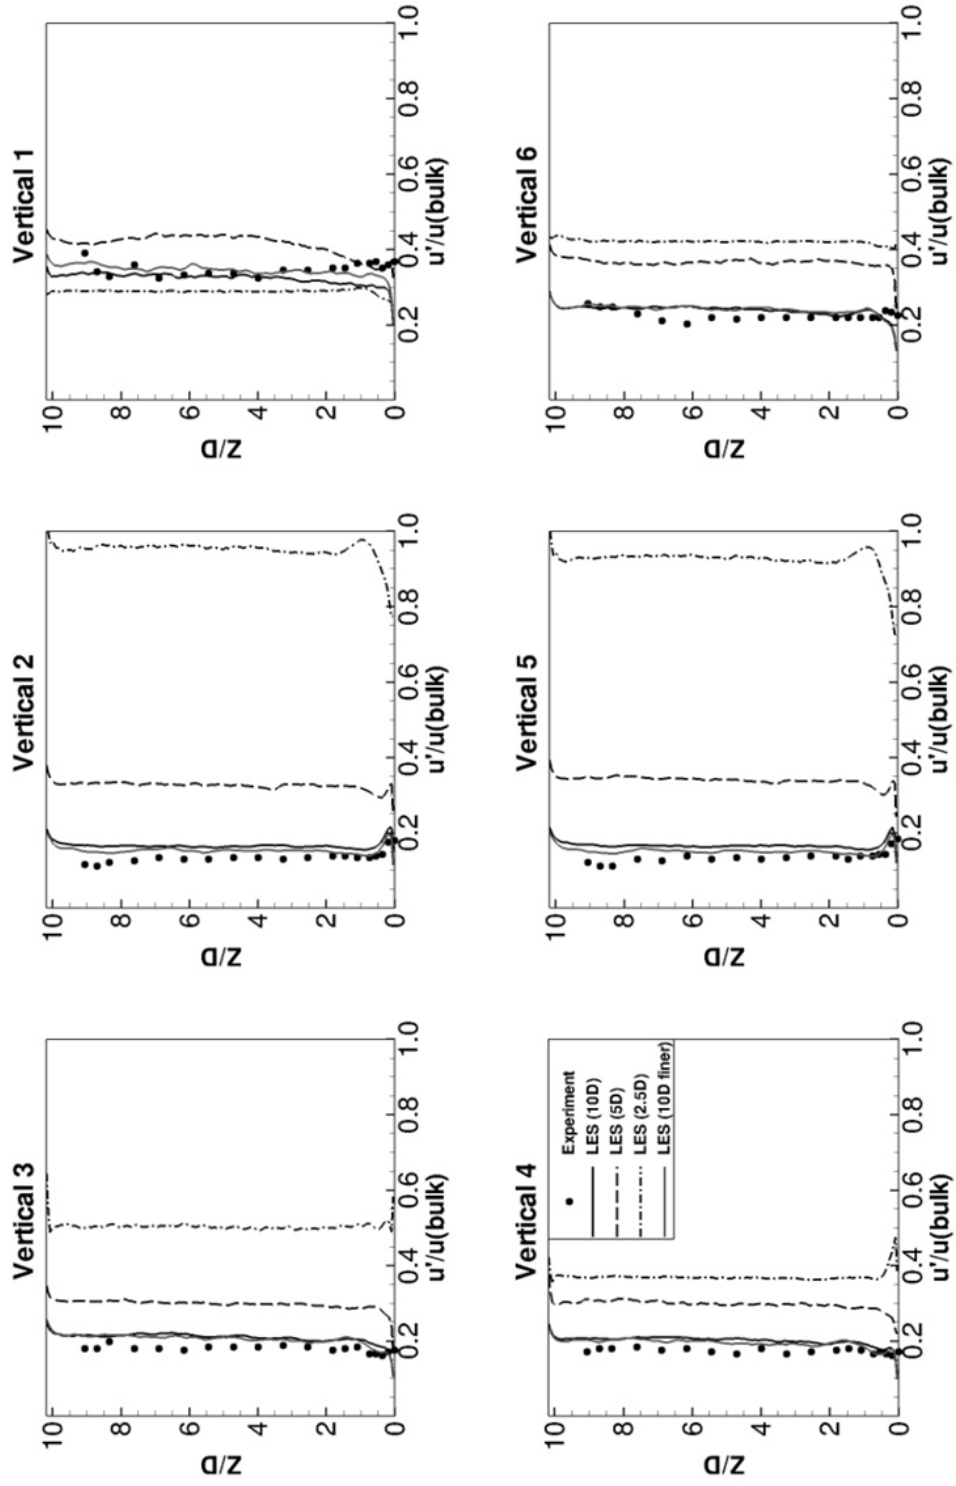 Vertical 3
10
8
6
4
2
0
Z/D
0.2 0.4 0.6 0.8 1.0
u'/u(bulk)
Vertical 2
10
8
6
4
2
0
Z/D
0.2 0.4 0.6 0.8 1.0
u'/u(bulk)
Vertical 1
10
8
6
4
2
0
Z/D
0.2 0.4 0.6 0.8 1.0
u'/u(bulk)
Vertical 4
Experiment
LES (10D)
LES (5D)
LES (2.5D)
LES (10D finer)
10
8
6
4
2
0
Z/D
0.2 0.4 0.6 0.8 1.0
u'/u(bulk)
Vertical 5
10
8
6
4
2
0
Z/D
0.2 0.4 0.6 0.8 1.0
u'/u(bulk)
Vertical 6
10
8
6
4
2
0
Z/D
0.2 0.4 0.6 0.8 1.0
u'/u(bulk)